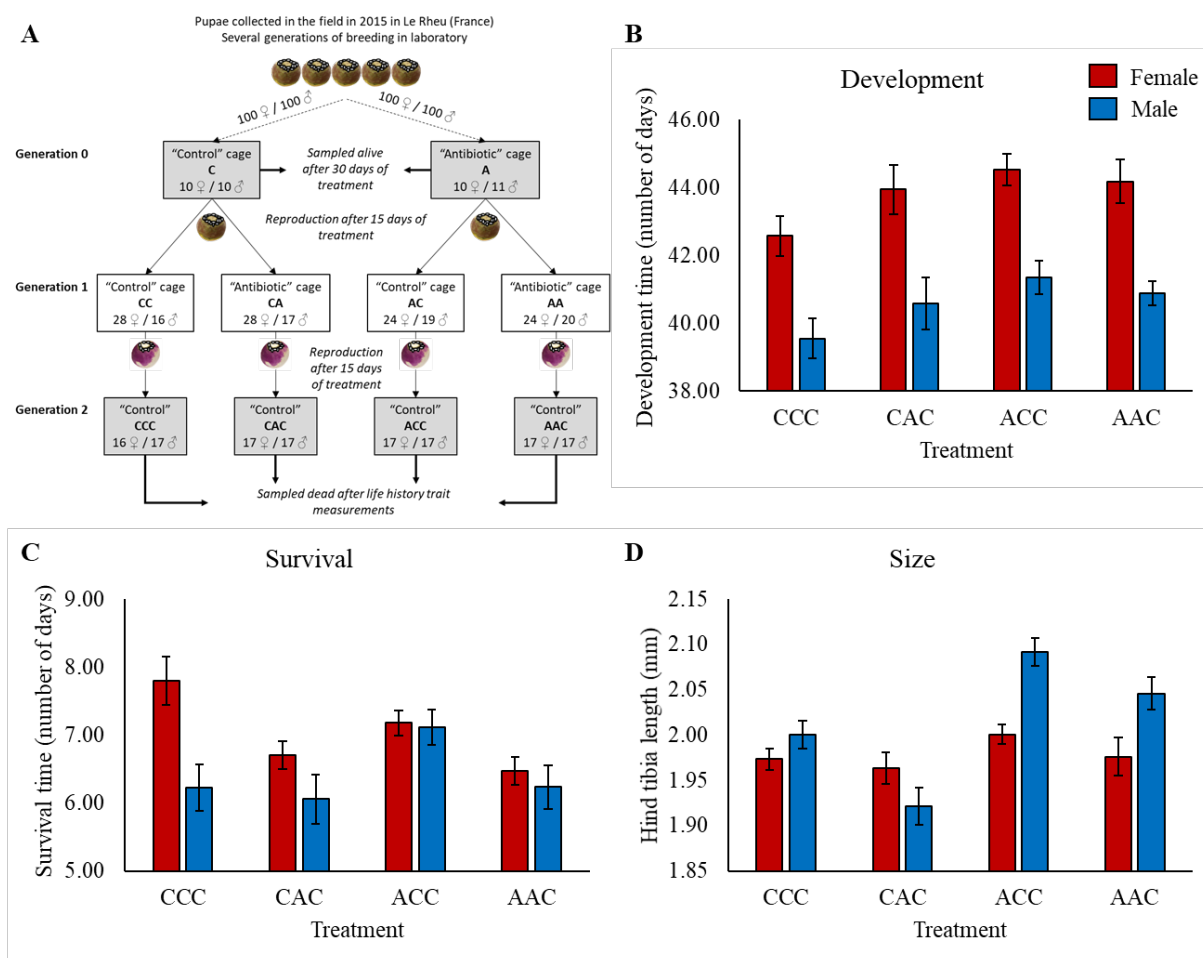 A
Pupae collected in the field in 2015 in Le Rheu (France)
Several generations of breeding in laboratory
100 ♀ / 100 ♂
100 ♀ / 100 ♂
Generation 0
"Control" cage
C
10 ♀ / 10 ♂
Sampled alive
after 30 days of
treatment
"Antibiotic" cage
A
10 ♀ / 11 ♂
Reproduction after 15 days of
treatment
Generation 1
"Control" cage
CC
28 ♀ / 16 ♂
"Antibiotic" cage
CA
28 ♀ / 17 ♂
"Control" cage
AC
24 ♀ / 19 ♂
"Antibiotic" cage
AA
24 ♀ / 20 ♂
Reproduction
after 15 days
of treatment
Generation 2
"Control"
CCC
16 ♀ / 17 ♂
"Control"
CAC
17 ♀ / 17 ♂
"Control"
ACC
17 ♀ / 17 ♂
"Control"
AAC
17 ♀ / 17 ♂
Sampled dead after life history trait
measurements
B
Development
Female
Male
Development time (number of days)
46.00
44.00
42.00
40.00
38.00
CCC CAC ACC AAC
Treatment
C
Survival
Survival time (number of days)
9.00
8.00
7.00
6.00
5.00
CCC CAC ACC AAC
Treatment
D
Size
Hind tibia length (mm)
2.15
2.10
2.05
2.00
1.95
1.90
1.85
CCC CAC ACC AAC
Treatment